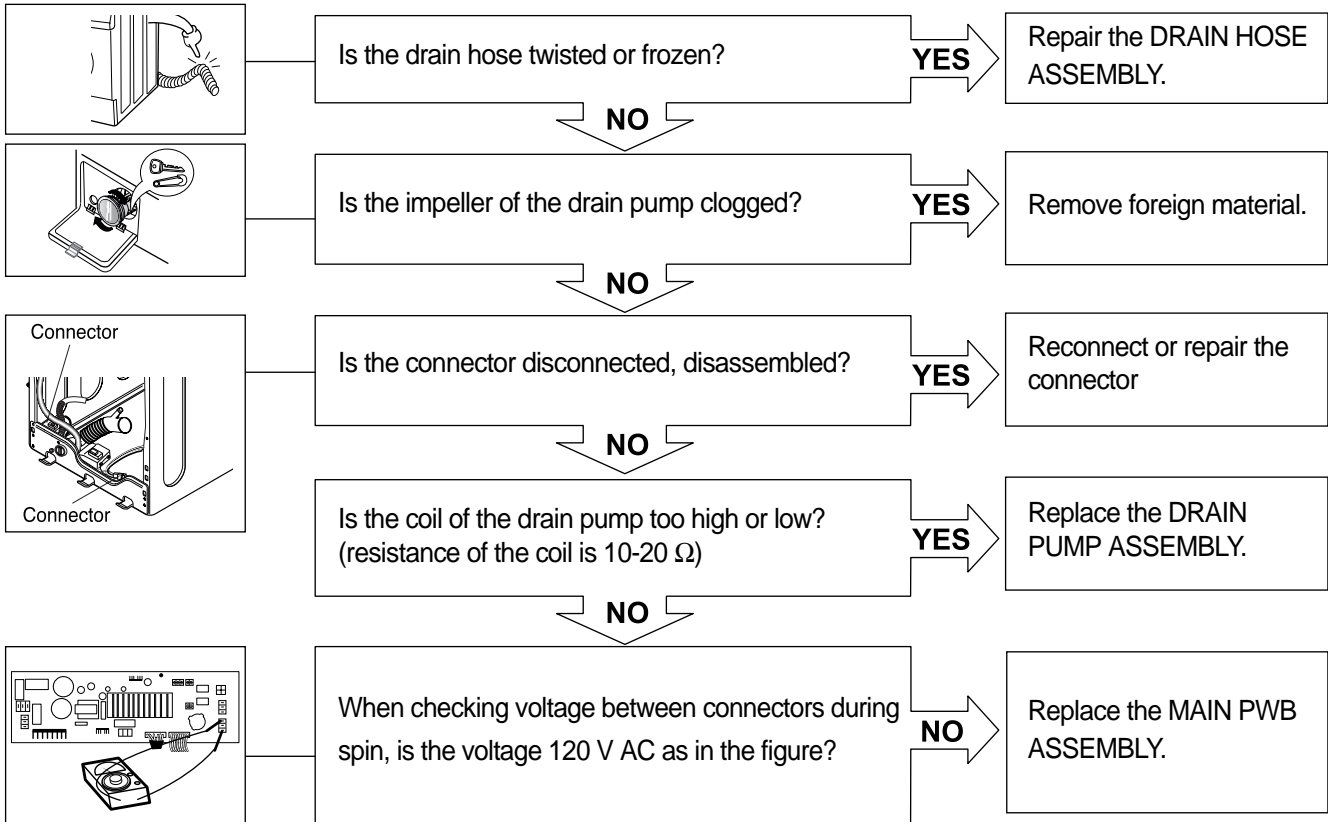 Is the drain hose twisted or frozen?
YES
Repair the DRAIN HOSE
ASSEMBLY.
NO
Is the impeller of the drain pump clogged?
YES
Remove foreign material.
NO
Connector
Connector
Is the connector disconnected, disassembled?
YES
Reconnect or repair the
connector
NO
Is the coil of the drain pump too high or low?
(resistance of the coil is 10-20 Ω)
YES
Replace the DRAIN
PUMP ASSEMBLY.
NO
When checking voltage between connectors during
spin, is the voltage 120 V AC as in the figure?
NO
Replace the MAIN PWB
ASSEMBLY.